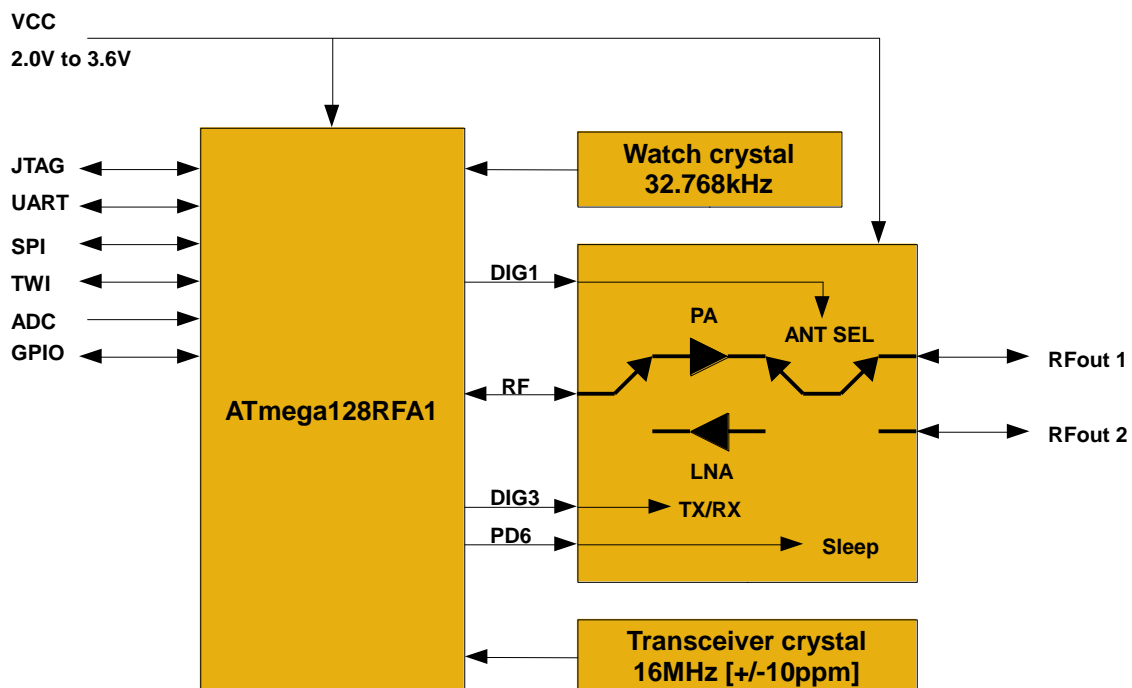 VCC
2.0V to 3.6V
JTAG
UART
SPI
TWI
ADC
GPIO
ATmega128RFA1
Watch crystal
32.768kHz
DIG1
RF
DIG3
PD6
PA
ANT SEL
LNA
TX/RX
Sleep
RFout 1
RFout 2
Transceiver crystal
16MHz [+/-10ppm]